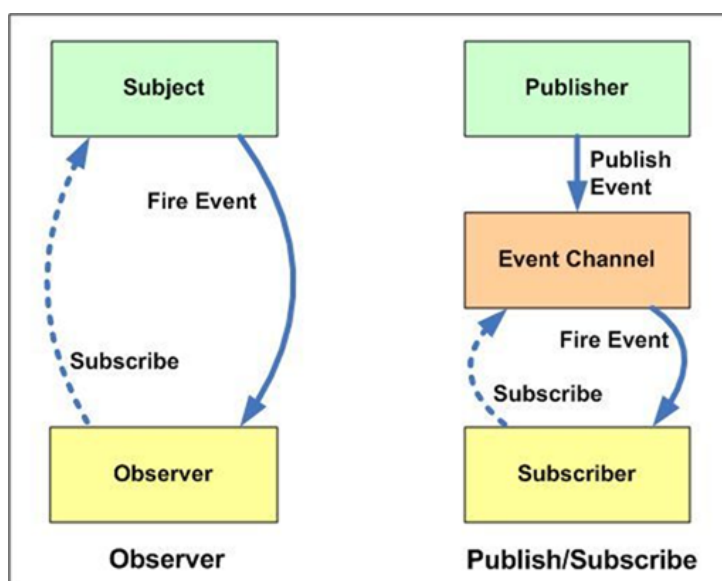 Subject
Fire Event
Subscribe
Observer
Observer
Publisher
Publish
Event
Event Channel
Fire Event
Subscribe
Subscriber
Publish/Subscribe